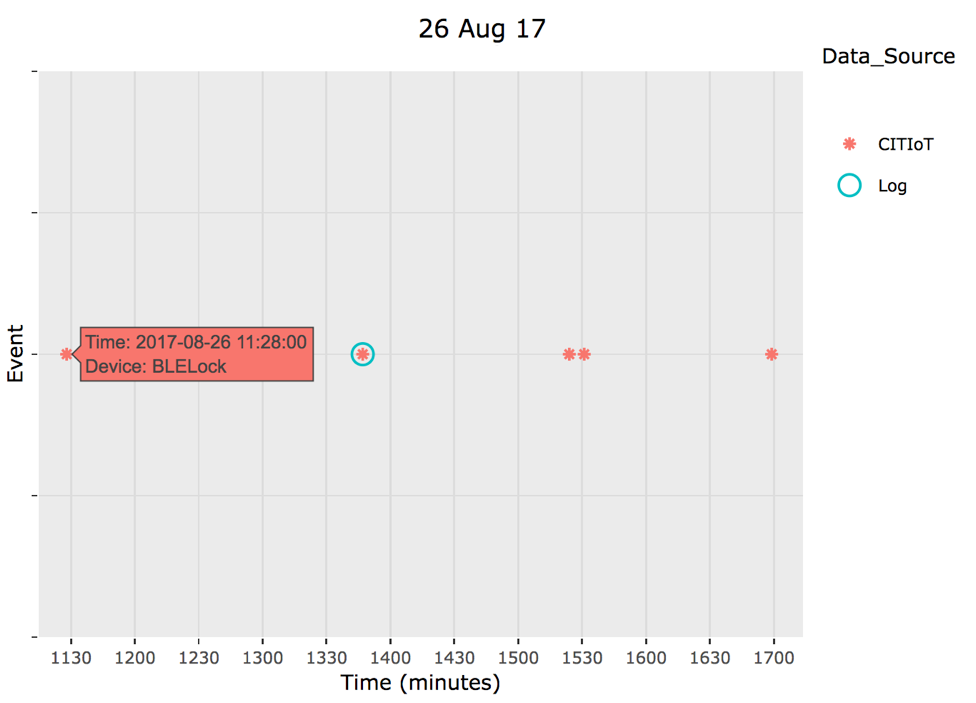 26 Aug 17
Data_Source
CITIoT
Log
Event
Time: 2017-08-26 11:28:00
Device: BLELock
1130 1200 1230 1300 1330 1400 1430 1500 1530 1600 1630 1700
Time (minutes)